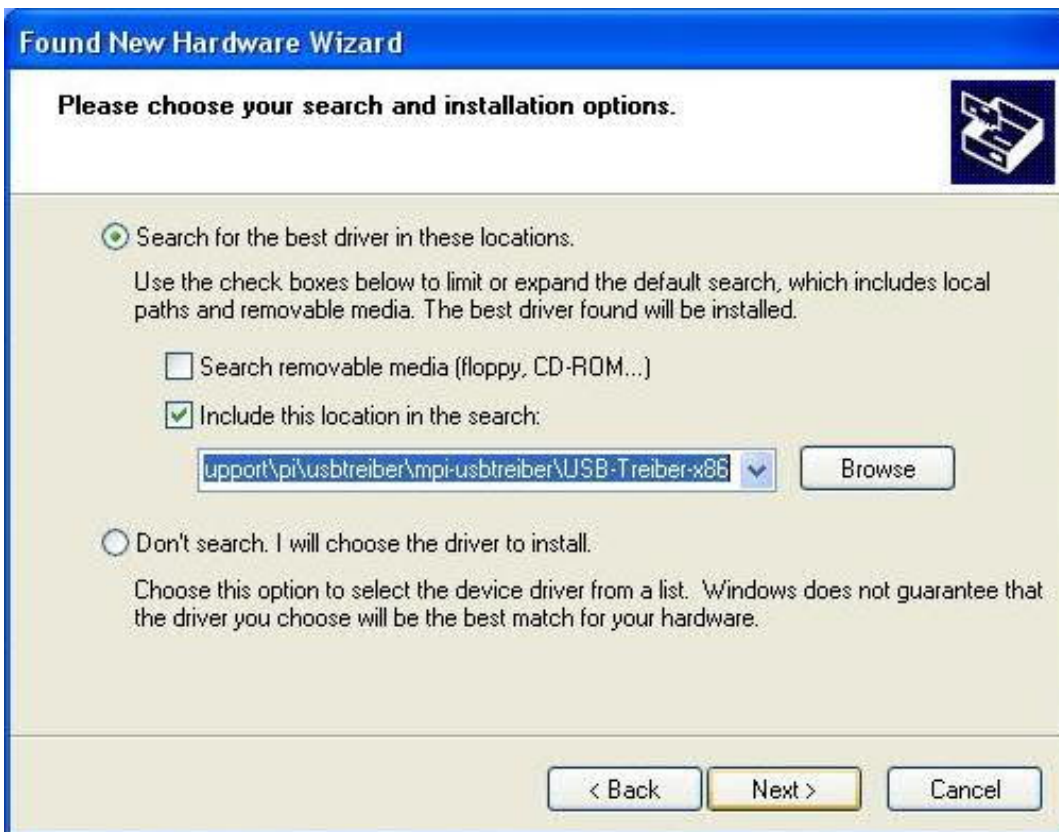 Found New Hardware Wizard
Please choose your search and installation options.
Search for the best driver in these locations.
Use the check boxes below to limit or expand the default search, which includes local
paths and removable media. The best driver found will be installed.
Search removable media (floppy, CD-ROM...)
Include this location in the search:
upport\pi\usbtreiber\mpi-usbtreiber\USB-Treiber-x86
Browse
Don't search. I will choose the driver to install.
Choose this option to select the device driver from a list. Windows does not guarantee that
the driver you choose will be the best match for your hardware.
< Back
Next >
Cancel